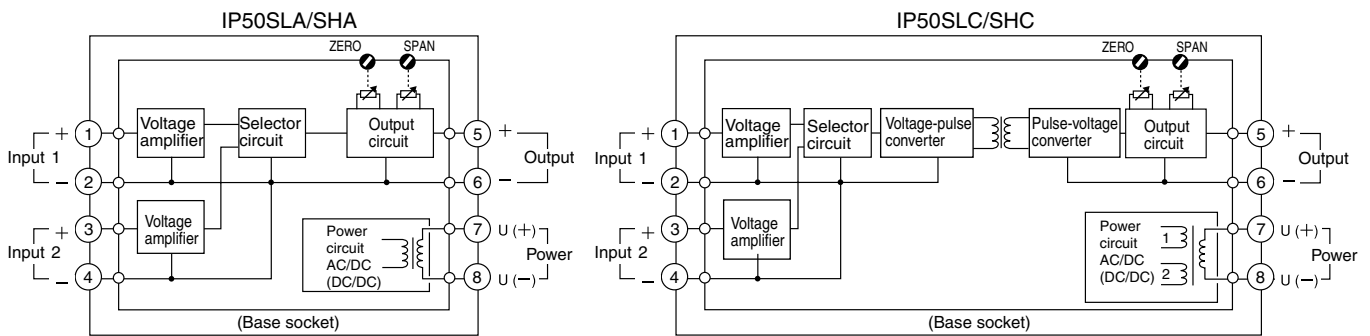 IP50SLA/SHA
ZERO SPAN
Voltage
amplifier
Selector
circuit
Output
circuit
Input 1
+
1
−
2
+
5
Output
−
6
Input 2
+
3
−
4
Voltage
amplifier
Power
circuit
AC/DC
(DC/DC)
7
U (+)
Power
8
U (−)
(Base socket)
IP50SLC/SHC
ZERO SPAN
Voltage
amplifier
Selector
circuit
Voltage-pulse
converter
Pulse-voltage
converter
Output
circuit
Input 1
+
1
−
2
+
5
Output
−
6
Input 2
+
3
−
4
Voltage
amplifier
Power
circuit
AC/DC
(DC/DC)
1
2
7
U (+)
Power
8
U (−)
(Base socket)